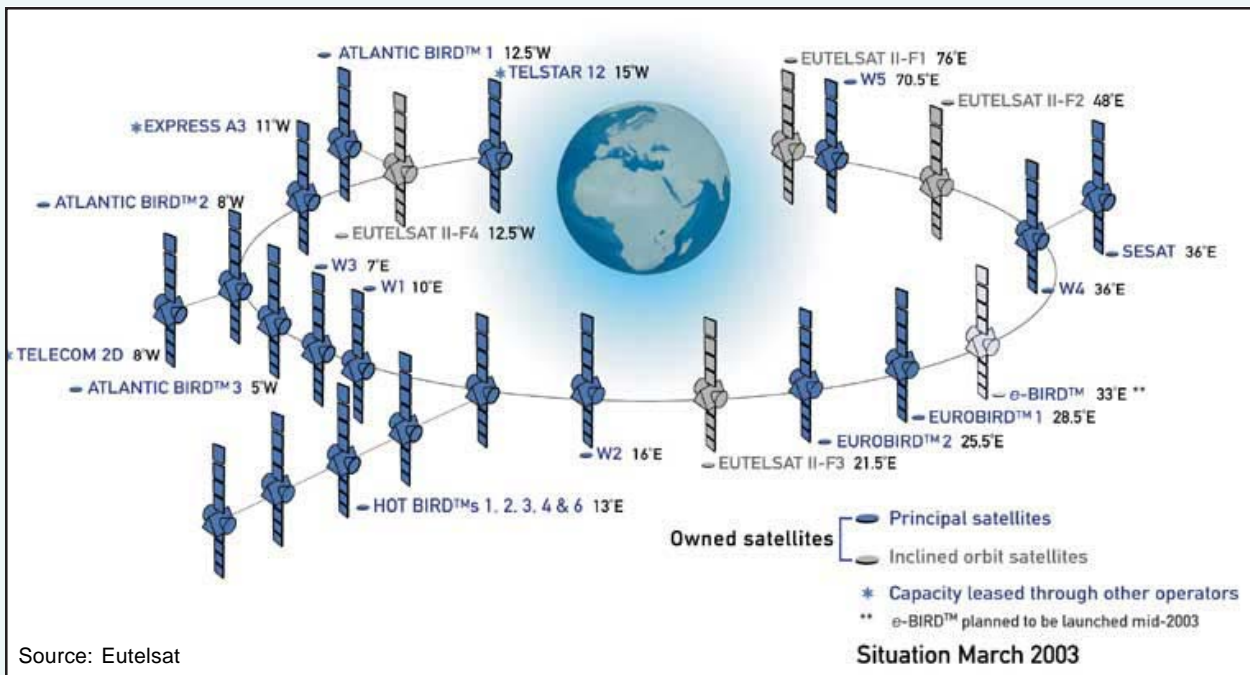 ATLANTIC BIRD™ 1 12.5°W
*TELSTAR 12 15°W
EUTELSAT II-F1 76°E
W5 70.5°E
EUTELSAT II-F2 48°E
*EXPRESS A3 11°W
ATLANTIC BIRD™ 2 8°W
EUTELSAT II-F4 12.5°W
SESAT 36°E
W3 7°E
W1 10°E
W4 36°E
* TELECOM 2D 8°W
ATLANTIC BIRD™ 3 5°W
e-BIRD™ 33°E **
EUROBIRD™ 1 28.5°E
EUROBIRD™ 2 25.5°E
W2 16°E
EUTELSAT II-F3 21.5°E
HOT BIRD™s 1, 2, 3, 4 & 6 13°E
Owned satellites
Principal satellites
Inclined orbit satellites
* Capacity leased through other operators
** e-BIRD™ planned to be launched mid-2003
Source: Eutelsat
Situation March 2003